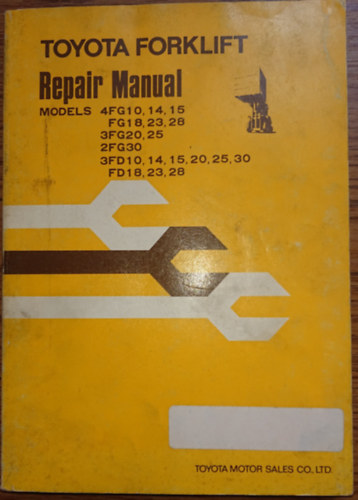 TOYOTA FORKLIFT
Repair Manual
MODELS 4FG10, 14, 15
FG18, 23, 28
3FG20, 25
2FG30
3FD10, 14, 15, 20, 25, 30
FD18, 23, 28
TOYOTA MOTOR SALES CO. LTD.